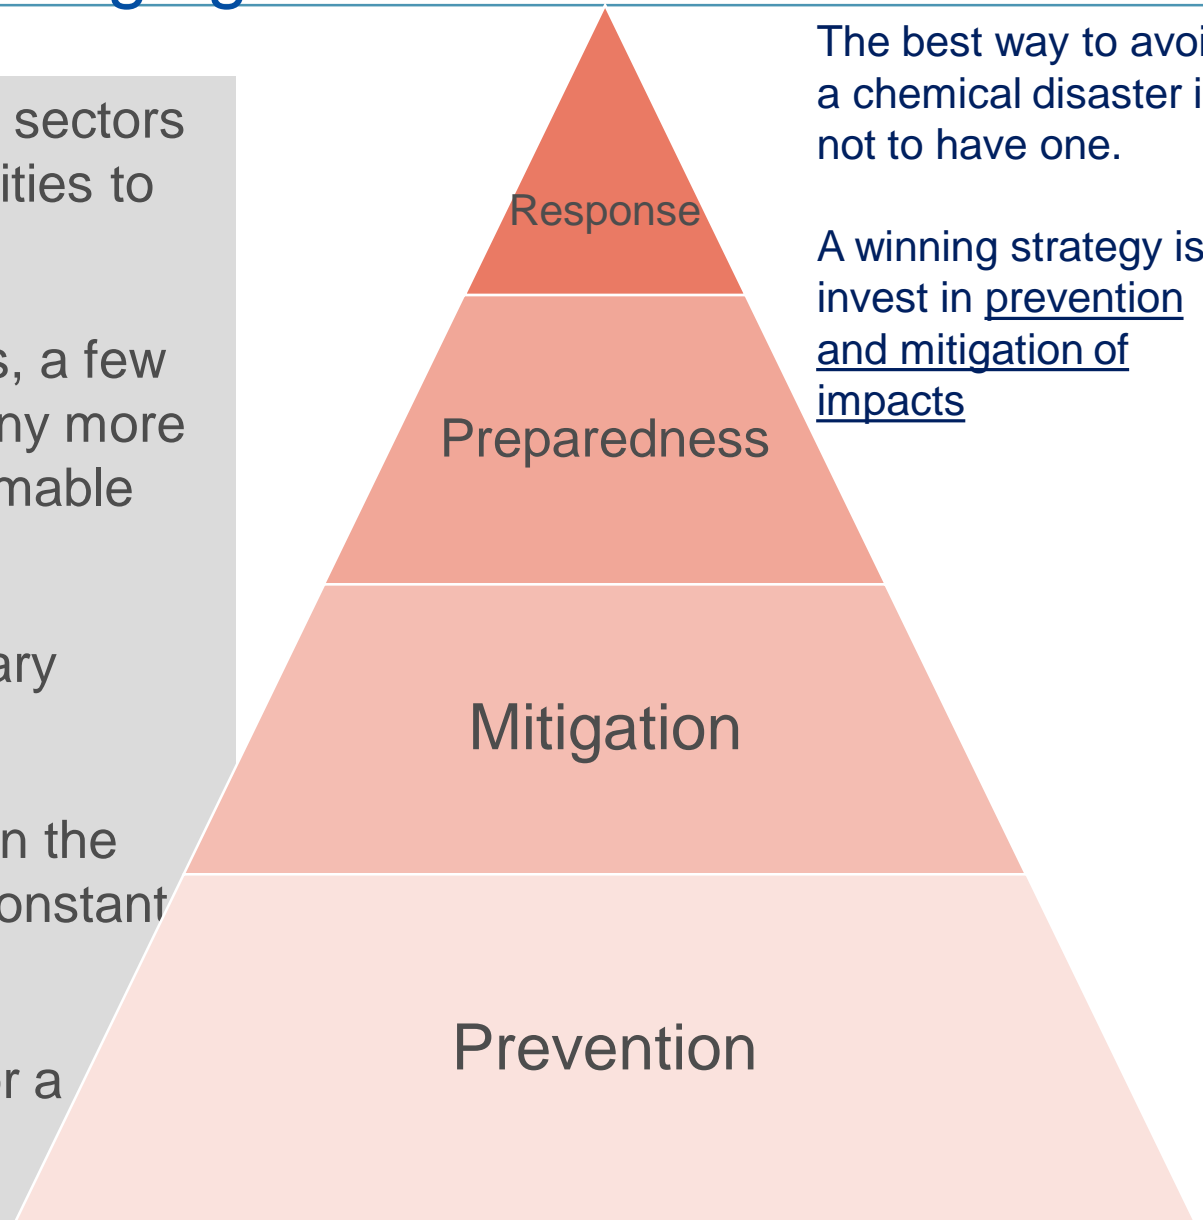 sectors
ities to
s, a few
ny more
mable
ary
n the
onstant
r a
Response
Preparedness
Mitigation
Prevention
The best way to avoi
a chemical disaster i
not to have one.
A winning strategy is
invest in prevention
and mitigation of
impacts